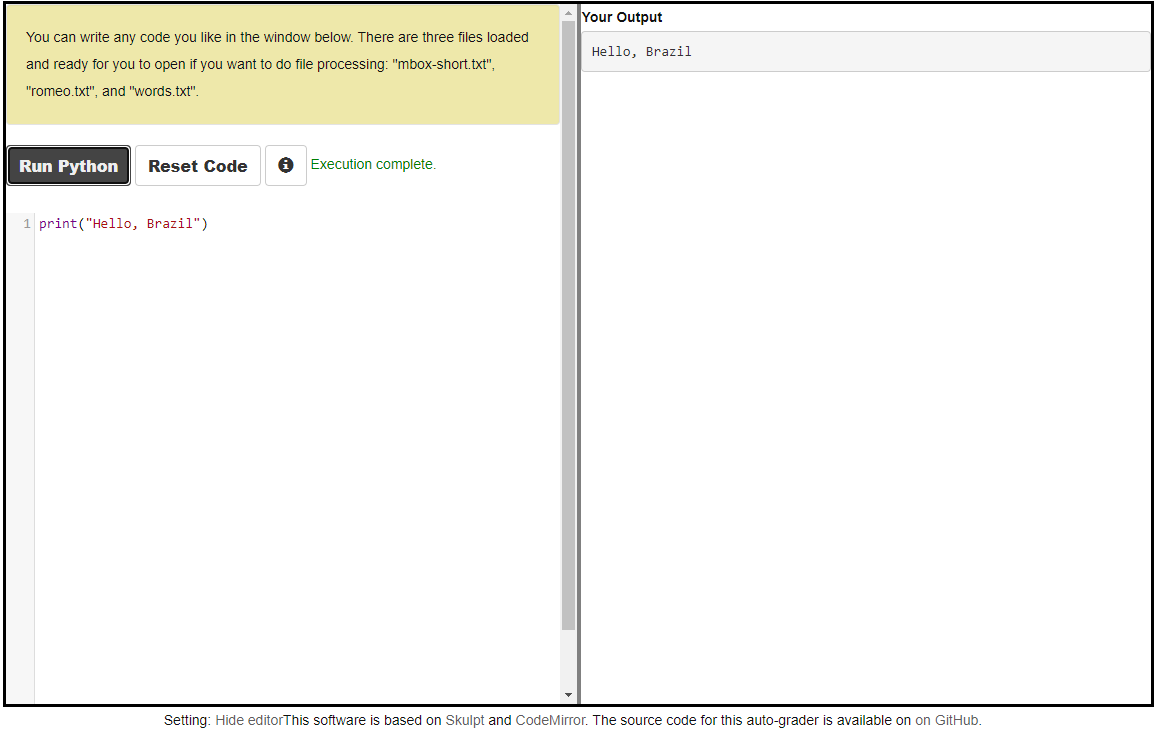 You can write any code you like in the window below. There are three files loaded
and ready for you to open if you want to do file processing: "mbox-short.txt",
"romeo.txt", and "words.txt".
Run Python Reset Code Execution complete.
1 print("Hello, Brazil")
Your Output
Hello, Brazil
Setting: Hide editorThis software is based on Skulpt and CodeMirror. The source code for this auto-grader is available on on GitHub.